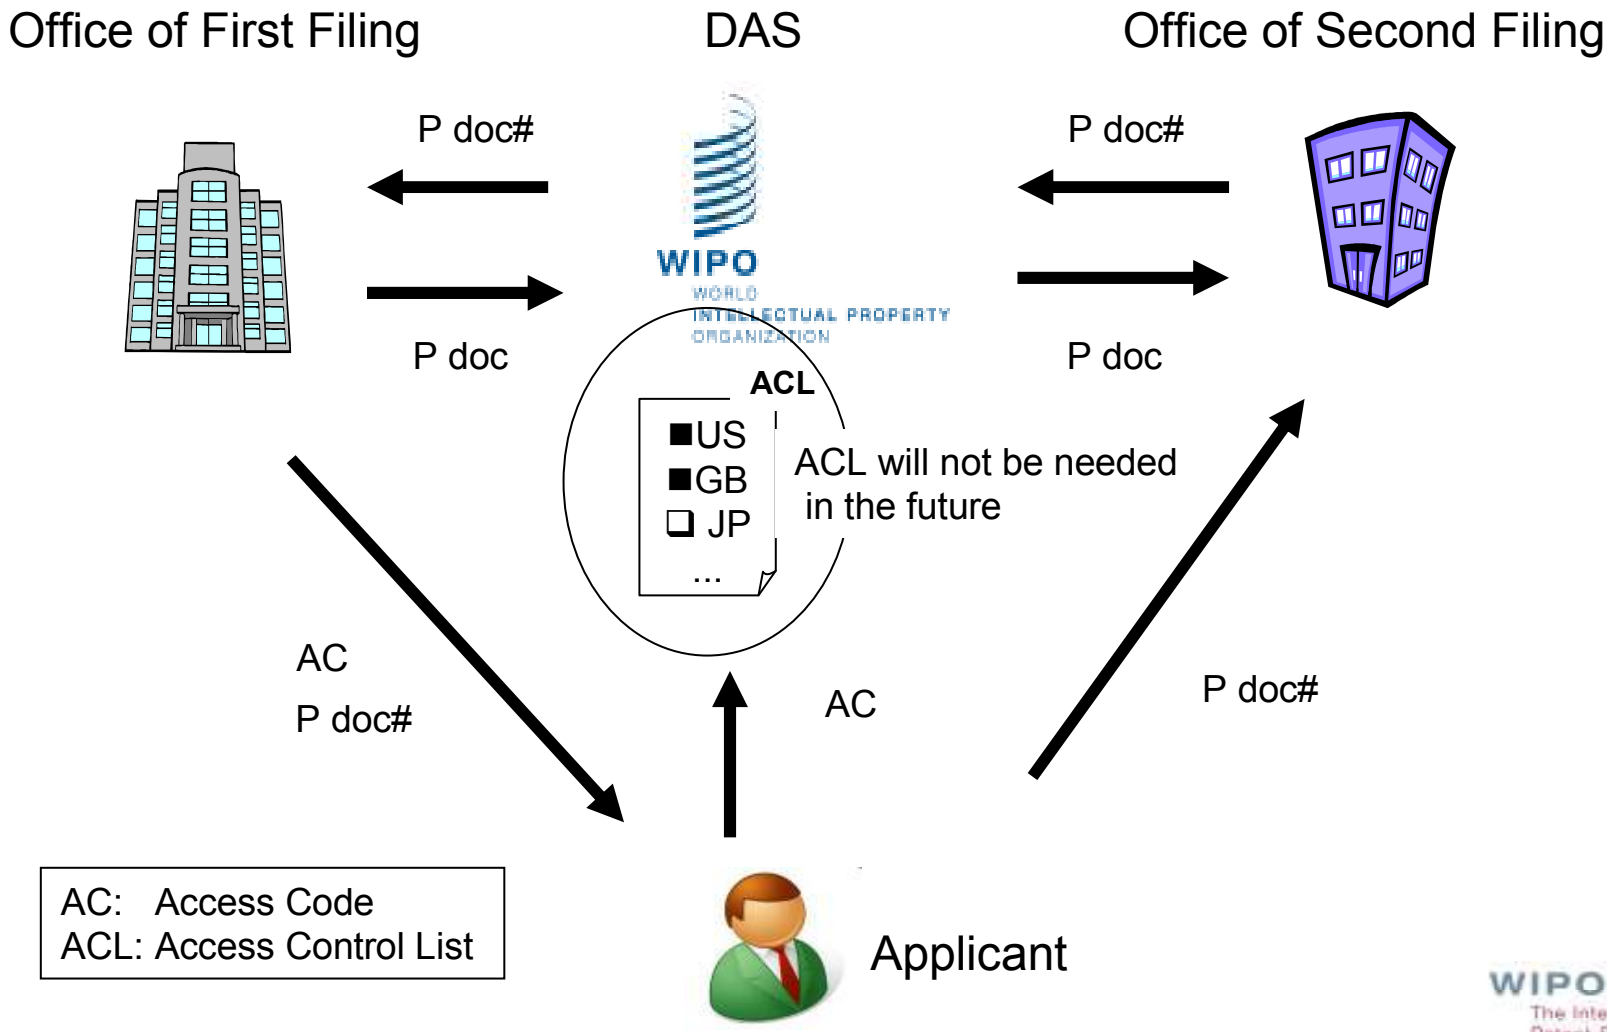 Office of First Filing
DAS
Office of Second Filing
P doc#
P doc#
WIPO
WORLD
INTELLECTUAL PROPERTY
ORGANIZATION
P doc
P doc
ACL
■US
■GB
❑ JP
...
ACL will not be needed
in the future
AC
P doc#
AC
P doc#
AC: Access Code
ACL: Access Control List
Applicant
WIPO
The Inte